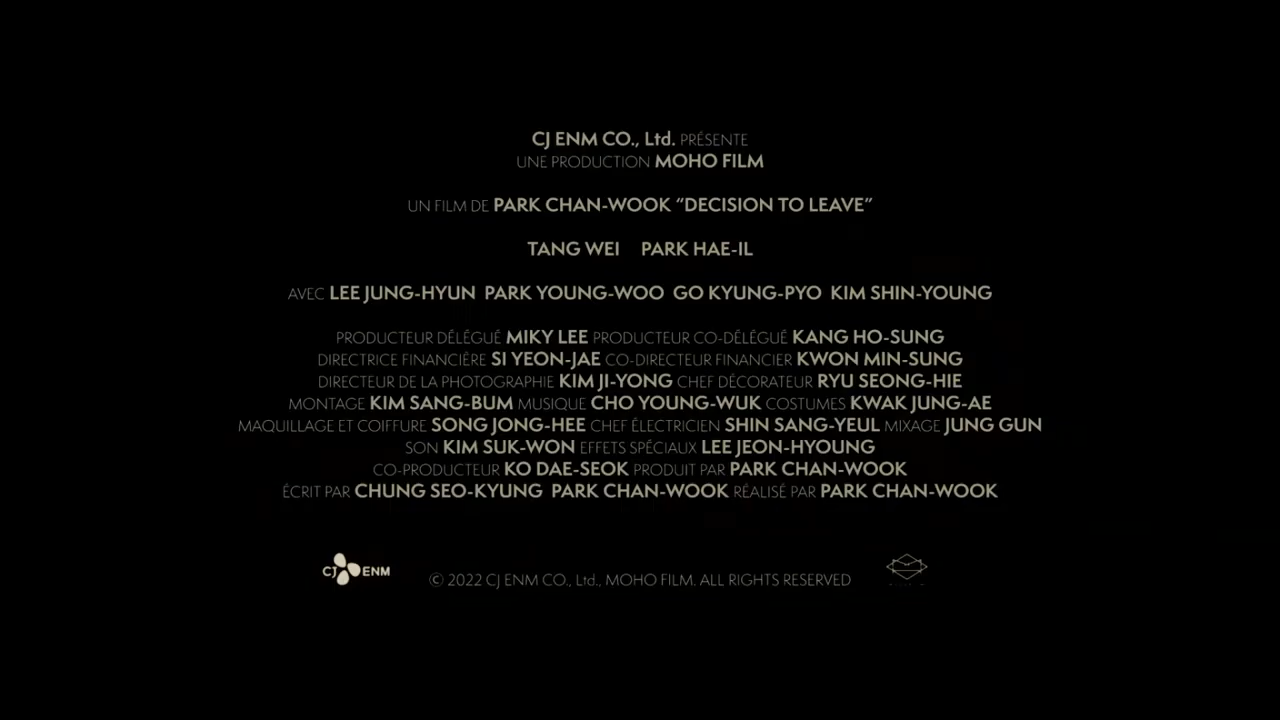 CJ ENM CO., Ltd. PRÉSENTE
UNE PRODUCTION MOHO FILM
UN FILM DE PARK CHAN-WOOK “DECISION TO LEAVE”
TANG WEI PARK HAE-IL
AVEC LEE JUNG-HYUN PARK YOUNG-WOO GO KYUNG-PYO KIM SHIN-YOUNG
PRODUCTEUR DÉLÉGUÉ MIKY LEE PRODUCTEUR CO-DÉLÉGUÉ KANG HO-SUNG
DIRECTRICE FINANCIÈRE SI YEON-JAE CO-DIRECTEUR FINANCIER KWON MIN-SUNG
DIRECTEUR DE LA PHOTOGRAPHIE KIM JI-YONG CHEF DÉCORATEUR RYU SEONG-HIE
MONTAGE KIM SANG-BUM MUSIQUE CHO YOUNG-WUK COSTUMES KWAK JUNG-AE
MAQUILLAGE ET COIFFURE SONG JONG-HEE CHEF ÉLECTRICIEN SHIN SANG-YEUL MIXAGE JUNG GUN
SON KIM SUK-WON EFFETS SPÉCIAUX LEE JEON-HYOUNG
CO-PRODUCTEUR KO DAE-SEOK PRODUIT PAR PARK CHAN-WOOK
ÉCRIT PAR CHUNG SEO-KYUNG PARK CHAN-WOOK RÉALISÉ PAR PARK CHAN-WOOK
CJ ENM © 2022 CJ ENM CO., Ltd., MOHO FILM. ALL RIGHTS RESERVED